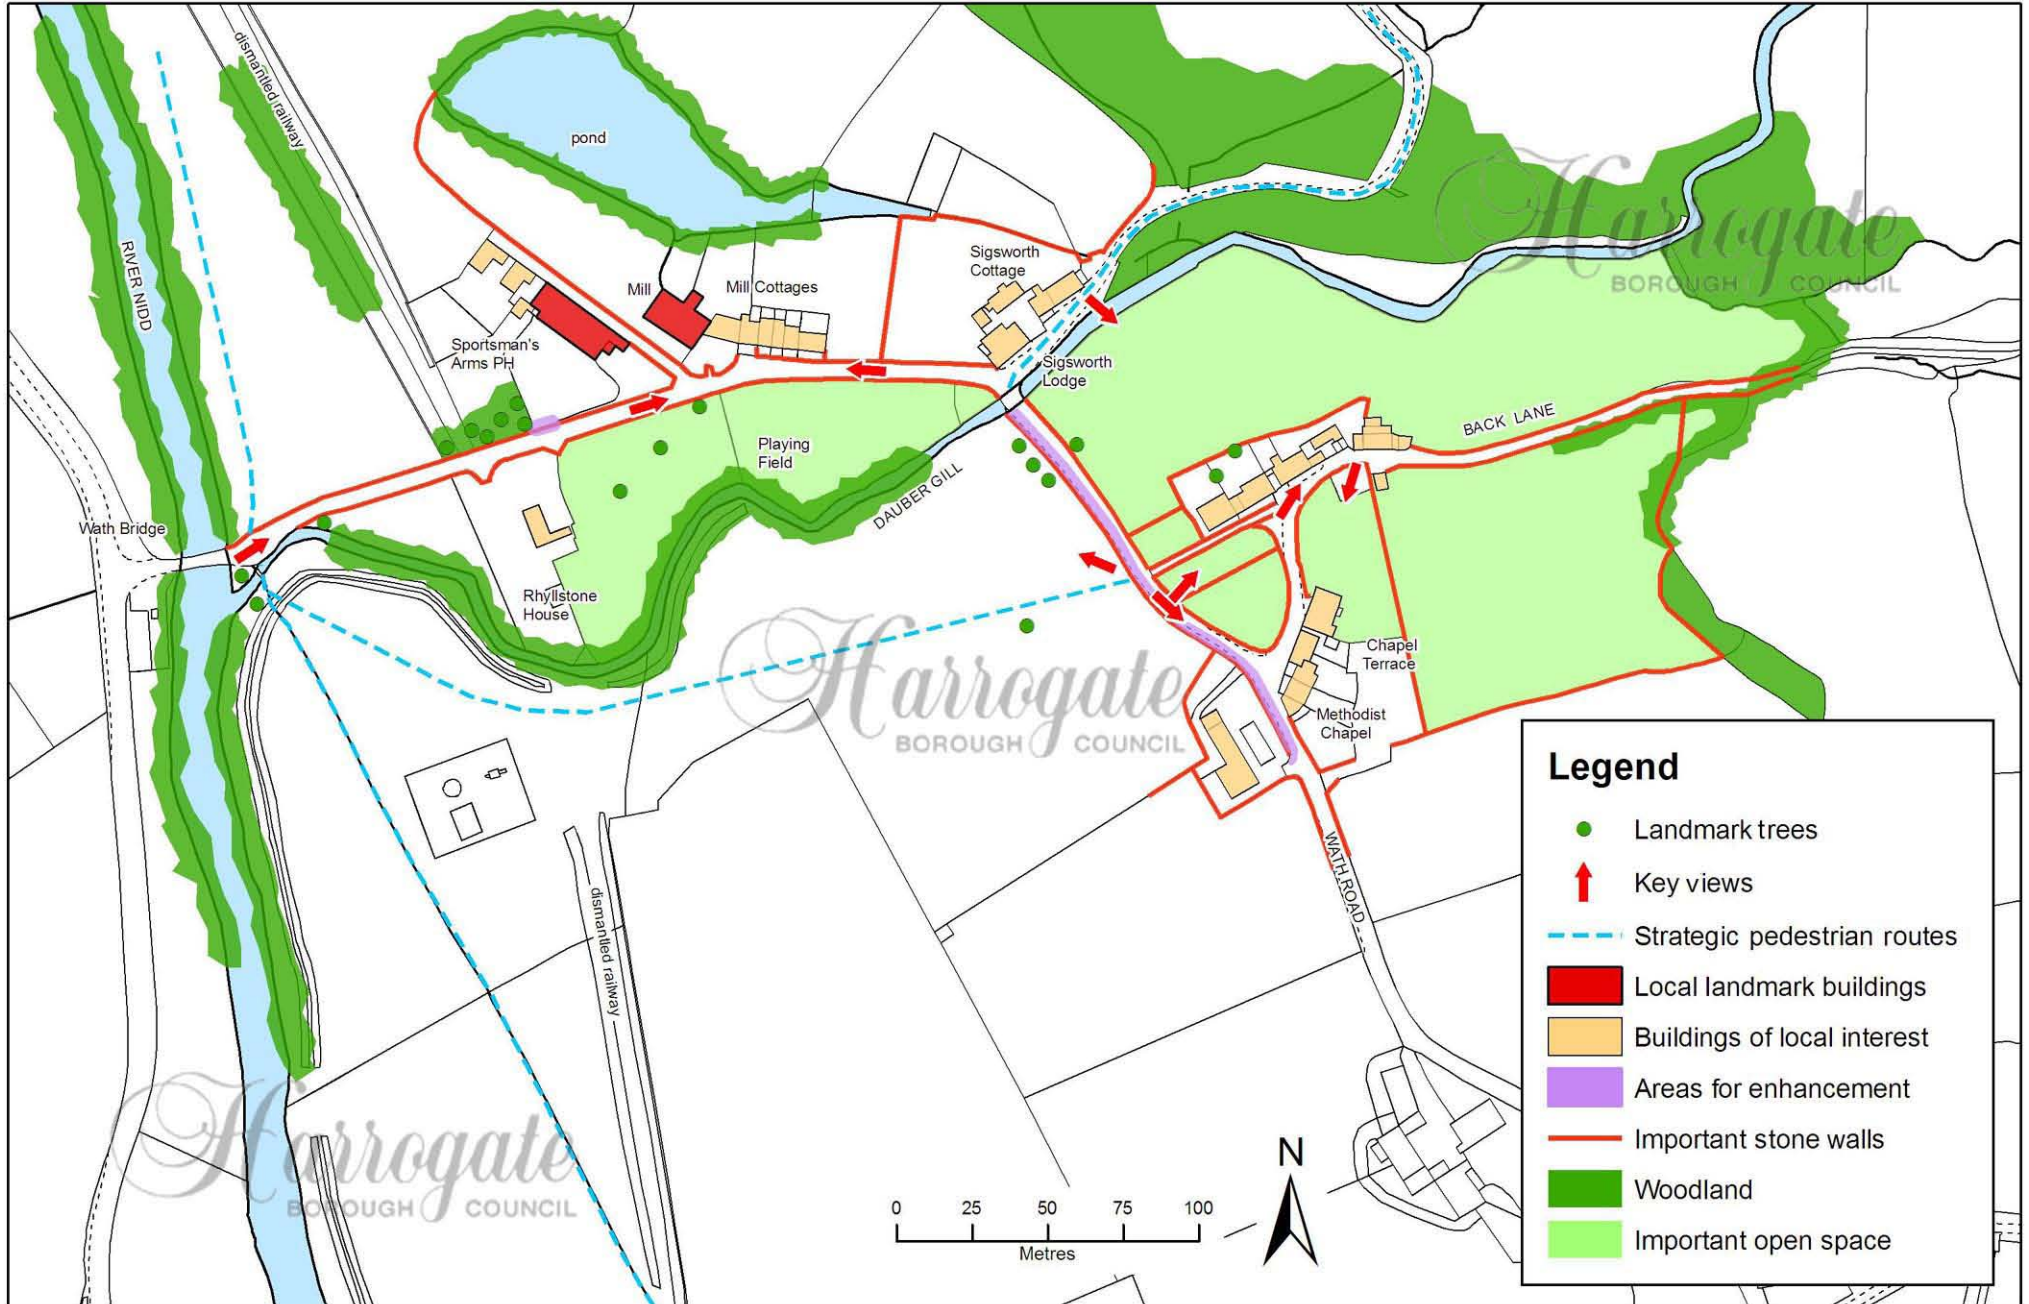 dismantled railway
pond
RIVER NIDD
Sigsworth
Cottage
Mill
Mill Cottages
Sportsman's
Arms PH
Sigsworth
Lodge
Harrogate
BOROUGH COUNCIL
BACK LANE
Playing
Field
DAUBER GILL
Wath Bridge
Rhyllstone
House
Harrogate
BOROUGH COUNCIL
Chapel
Terrace
Methodist
Chapel
WATH ROAD
dismantled railway
Harrogate
BOROUGH COUNCIL
N
0 25 50 75 100
Metres
Legend
Landmark trees
Key views
Strategic pedestrian routes
Local landmark buildings
Buildings of local interest
Areas for enhancement
Important stone walls
Woodland
Important open space